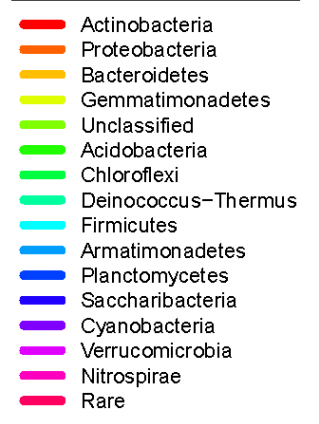 Actinobacteria
Proteobacteria
Bacteroidetes
Gemmatimonadetes
Unclassified
Acidobacteria
Chloroflexi
Deinococcus−Thermus
Firmicutes
Armatimonadetes
Planctomycetes
Saccharibacteria
Cyanobacteria
Verrucomicrobia
Nitrospirae
Rare